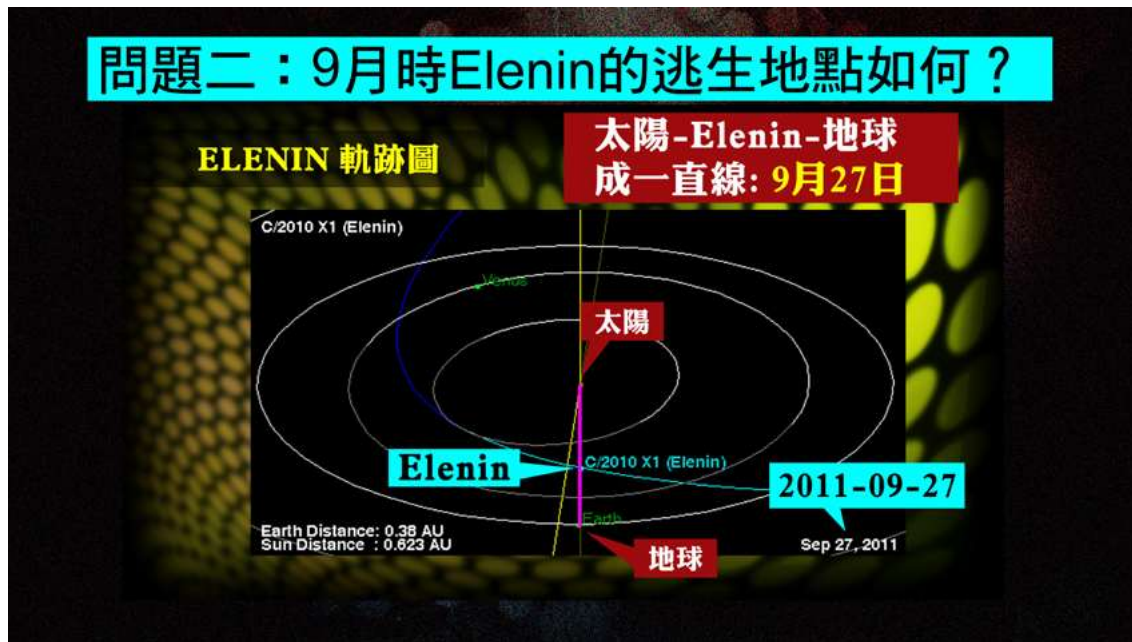 問題二：9月時Elenin的逃生地點如何？
ELENIN 軌跡圖
太陽-Elenin-地球
成一直線: 9月27日
C/2010 X1 (Elenin)
Venus
太陽
Elenin
C/2010 X1 (Elenin)
2011-09-27
Earth
Earth Distance: 0.38 AU
Sun Distance : 0.623 AU
地球
Sep 27, 2011